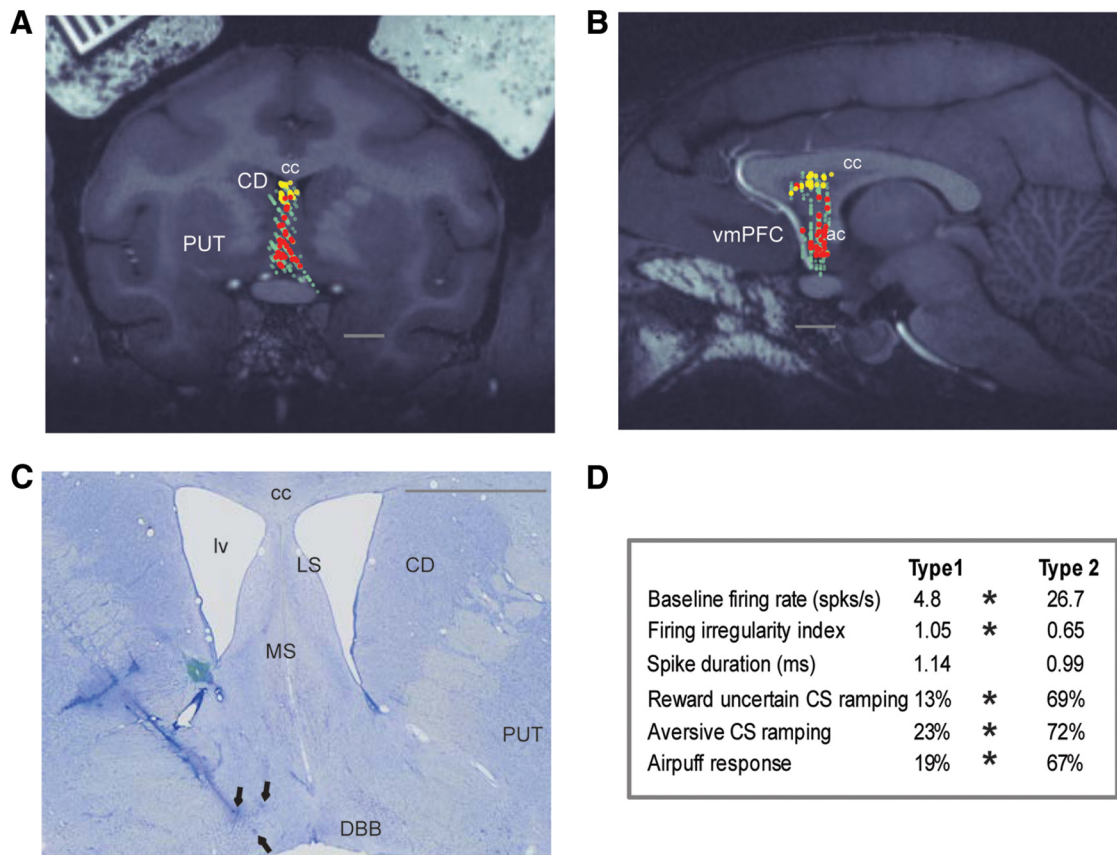 A
cc
CD
PUT
B
cc
vmPFC
ac
C
cc
lv
LS
CD
MS
PUT
DBB
D
Type1 Type 2
Baseline firing rate (spks/s) 4.8 * 26.7
Firing irregularity index 1.05 * 0.65
Spike duration (ms) 1.14 0.99
Reward uncertain CS ramping 13% * 69%
Aversive CS ramping 23% * 72%
Airpuff response 19% * 67%